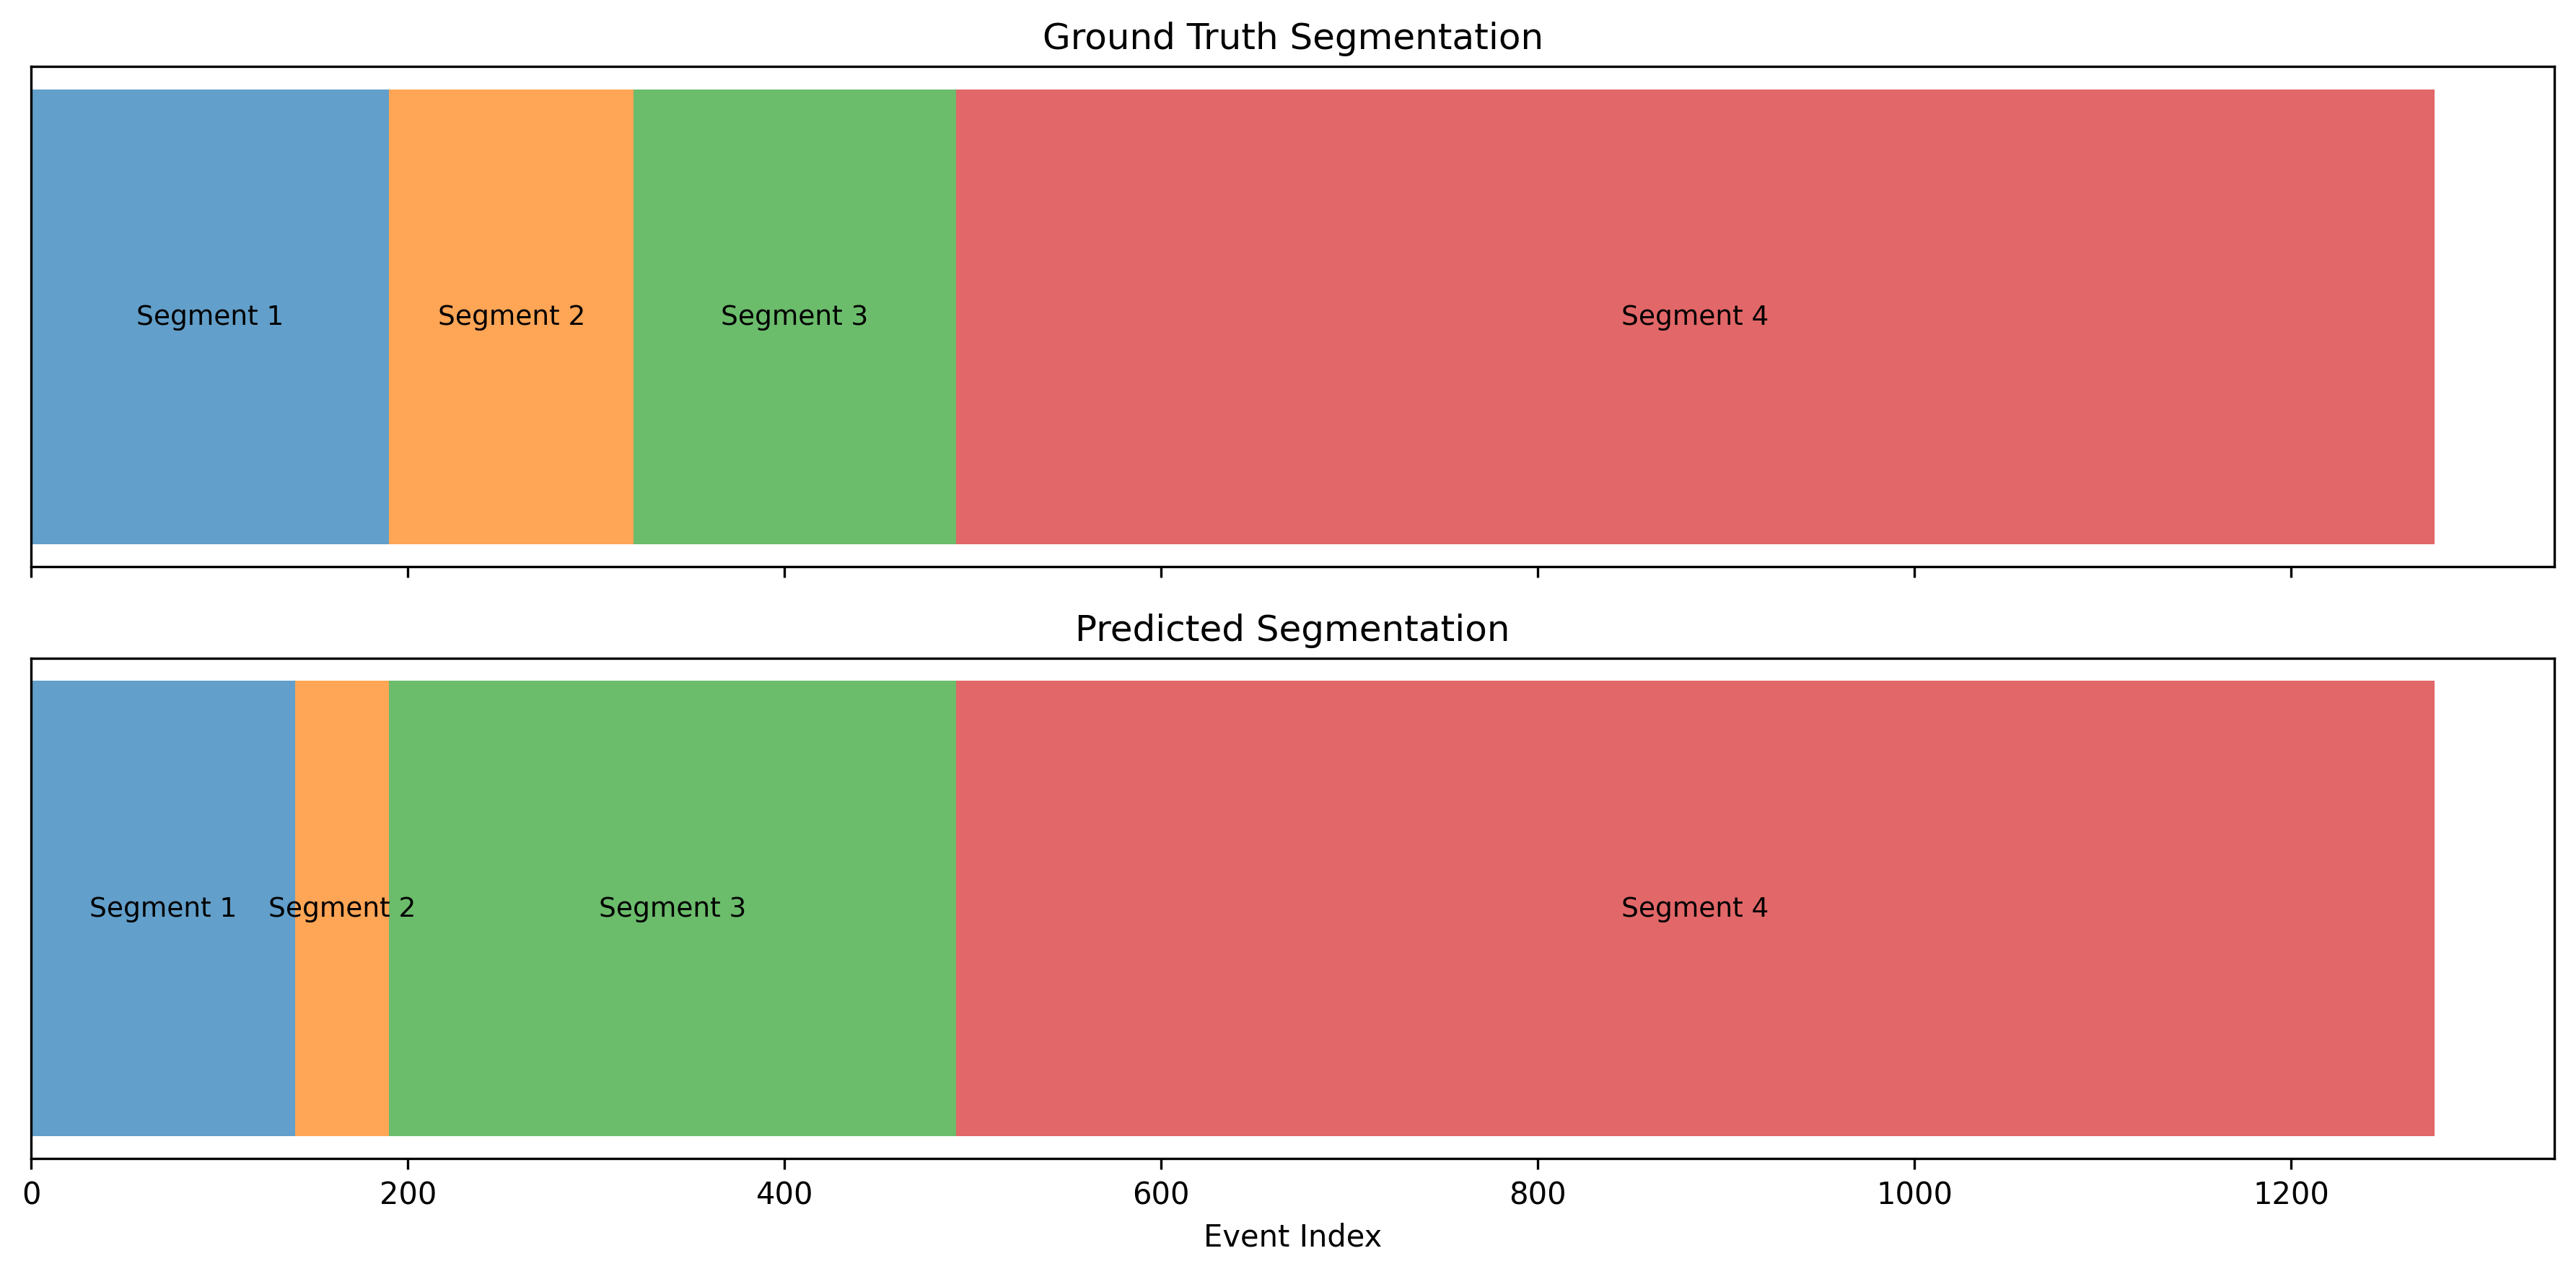 Ground Truth Segmentation
Segment 1 Segment 2 Segment 3 Segment 4
Predicted Segmentation
Segment 1 Segment 2 Segment 3 Segment 4
0 200 400 600 800 1000 1200
Event Index